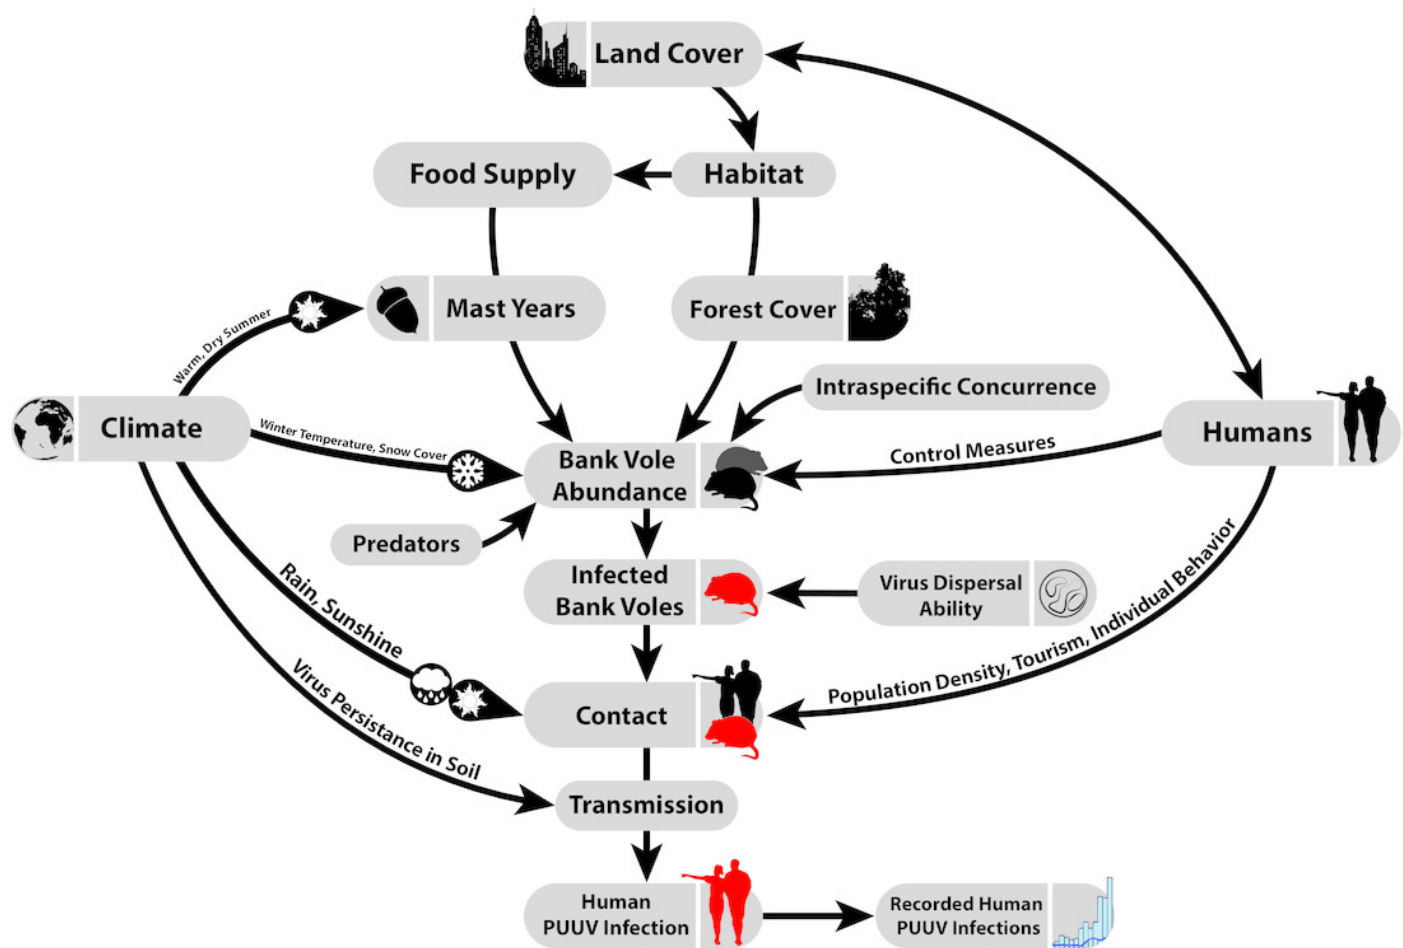 Land Cover
Food Supply
Habitat
Mast Years
Forest Cover
Warm, Dry Summer
Intraspecific Concurrence
Climate
Winter Temperature, Snow Cover
Humans
Control Measures
Bank Vole
Abundance
Predators
Infected
Bank Voles
Virus Dispersal
Ability
Rain, Sunshine
Population Density, Tourism, Individual Behavior
Contact
Virus Persistance in Soil
Transmission
Human
PUUV Infection
Recorded Human
PUUV Infections